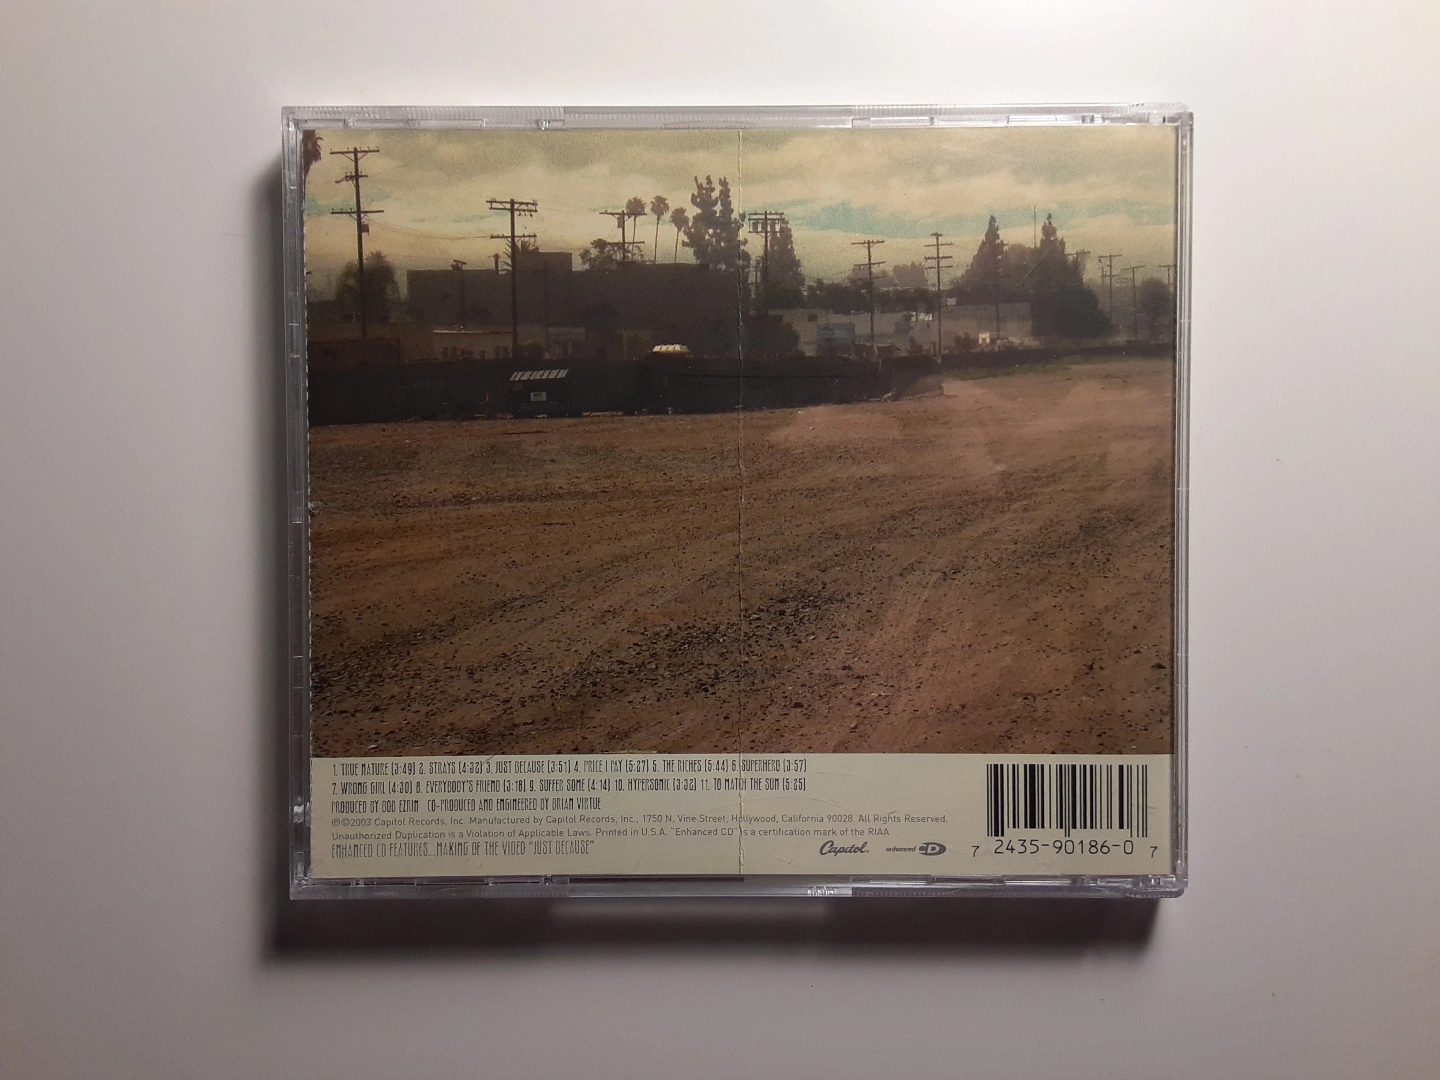 1. TRUE NATURE (3:49) 2. STRAYS (4:32) 3. JUST BECAUSE (3:51) 4. PRICE I PAY (5:27) 5. THE RICHES (5:44) 6. SUPERHERO (3:57)
7. WRONG GIRL (4:30) 8. EVERYBODY'S FRIEND (3:18) 9. SUFFER SOME (4:14) 10. HYPERSONIC (3:32) 11. TO MATCH THE SUN (5:25)
PRODUCED BY BOB EZRIN CO-PRODUCED AND ENGINEERED BY BRIAN VIRTUE
℗©2003 Capitol Records, Inc. Manufactured by Capitol Records, Inc., 1750 N. Vine Street, Hollywood, California 90028. All Rights Reserved.
Unauthorized Duplication is a Violation of Applicable Laws. Printed in U.S.A. "Enhanced CD" is a certification mark of the RIAA
ENHANCED CD FEATURES...MAKING OF THE VIDEO "JUST BECAUSE"
Capitol enhanced CD
7 2435-90186-0 7